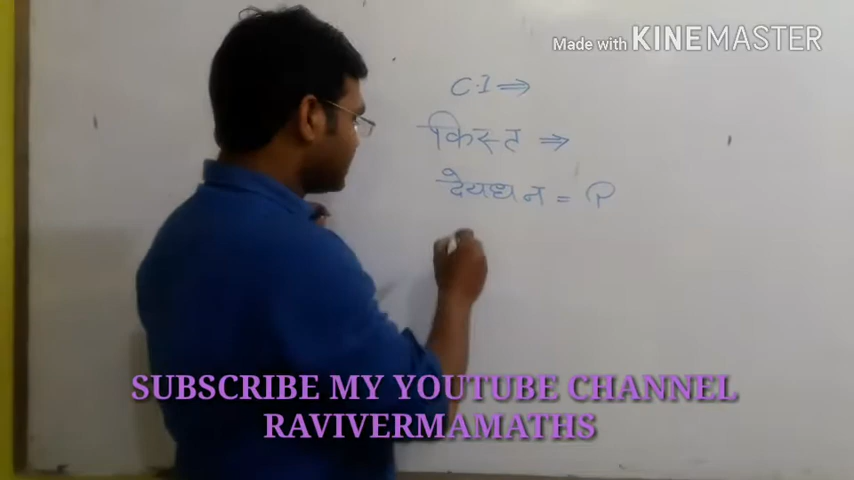 Made with KINEMASTER
C.I ⇒
किस्त ⇒
देयधन = P
SUBSCRIBE MY YOUTUBE CHANNEL
RAVIVERMAMATHS